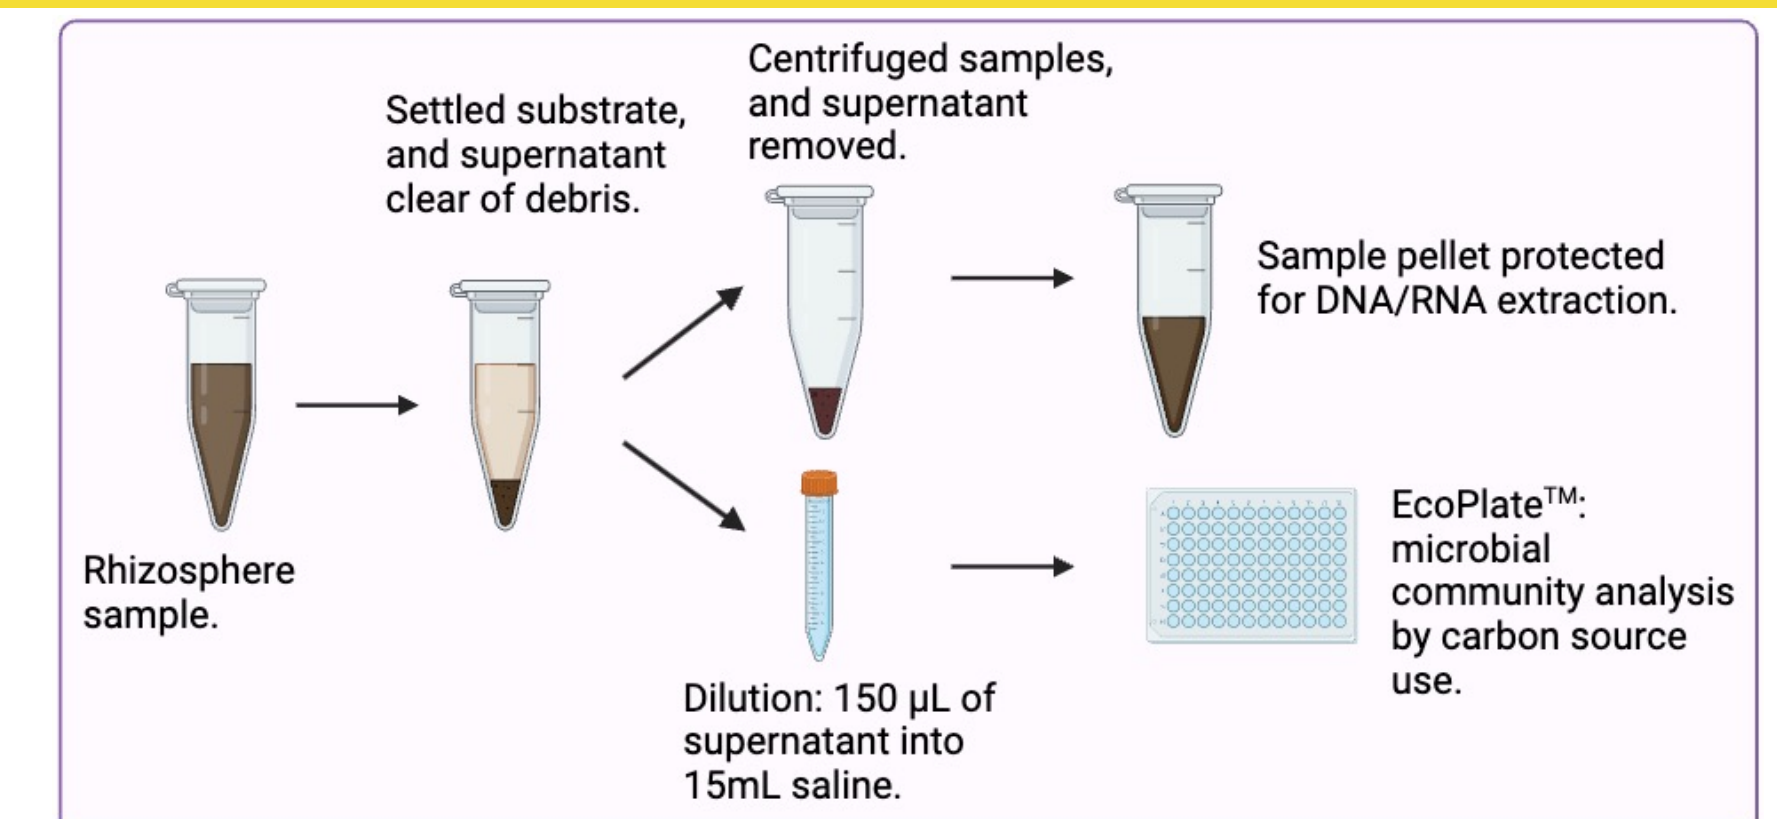 Centrifuged samples,
and supernatant
removed.
Settled substrate,
and supernatant
clear of debris.
Sample pellet protected
for DNA/RNA extraction.
Rhizosphere
sample.
EcoPlate™:
microbial
community analysis
by carbon source
use.
Dilution: 150 µL of
supernatant into
15mL saline.